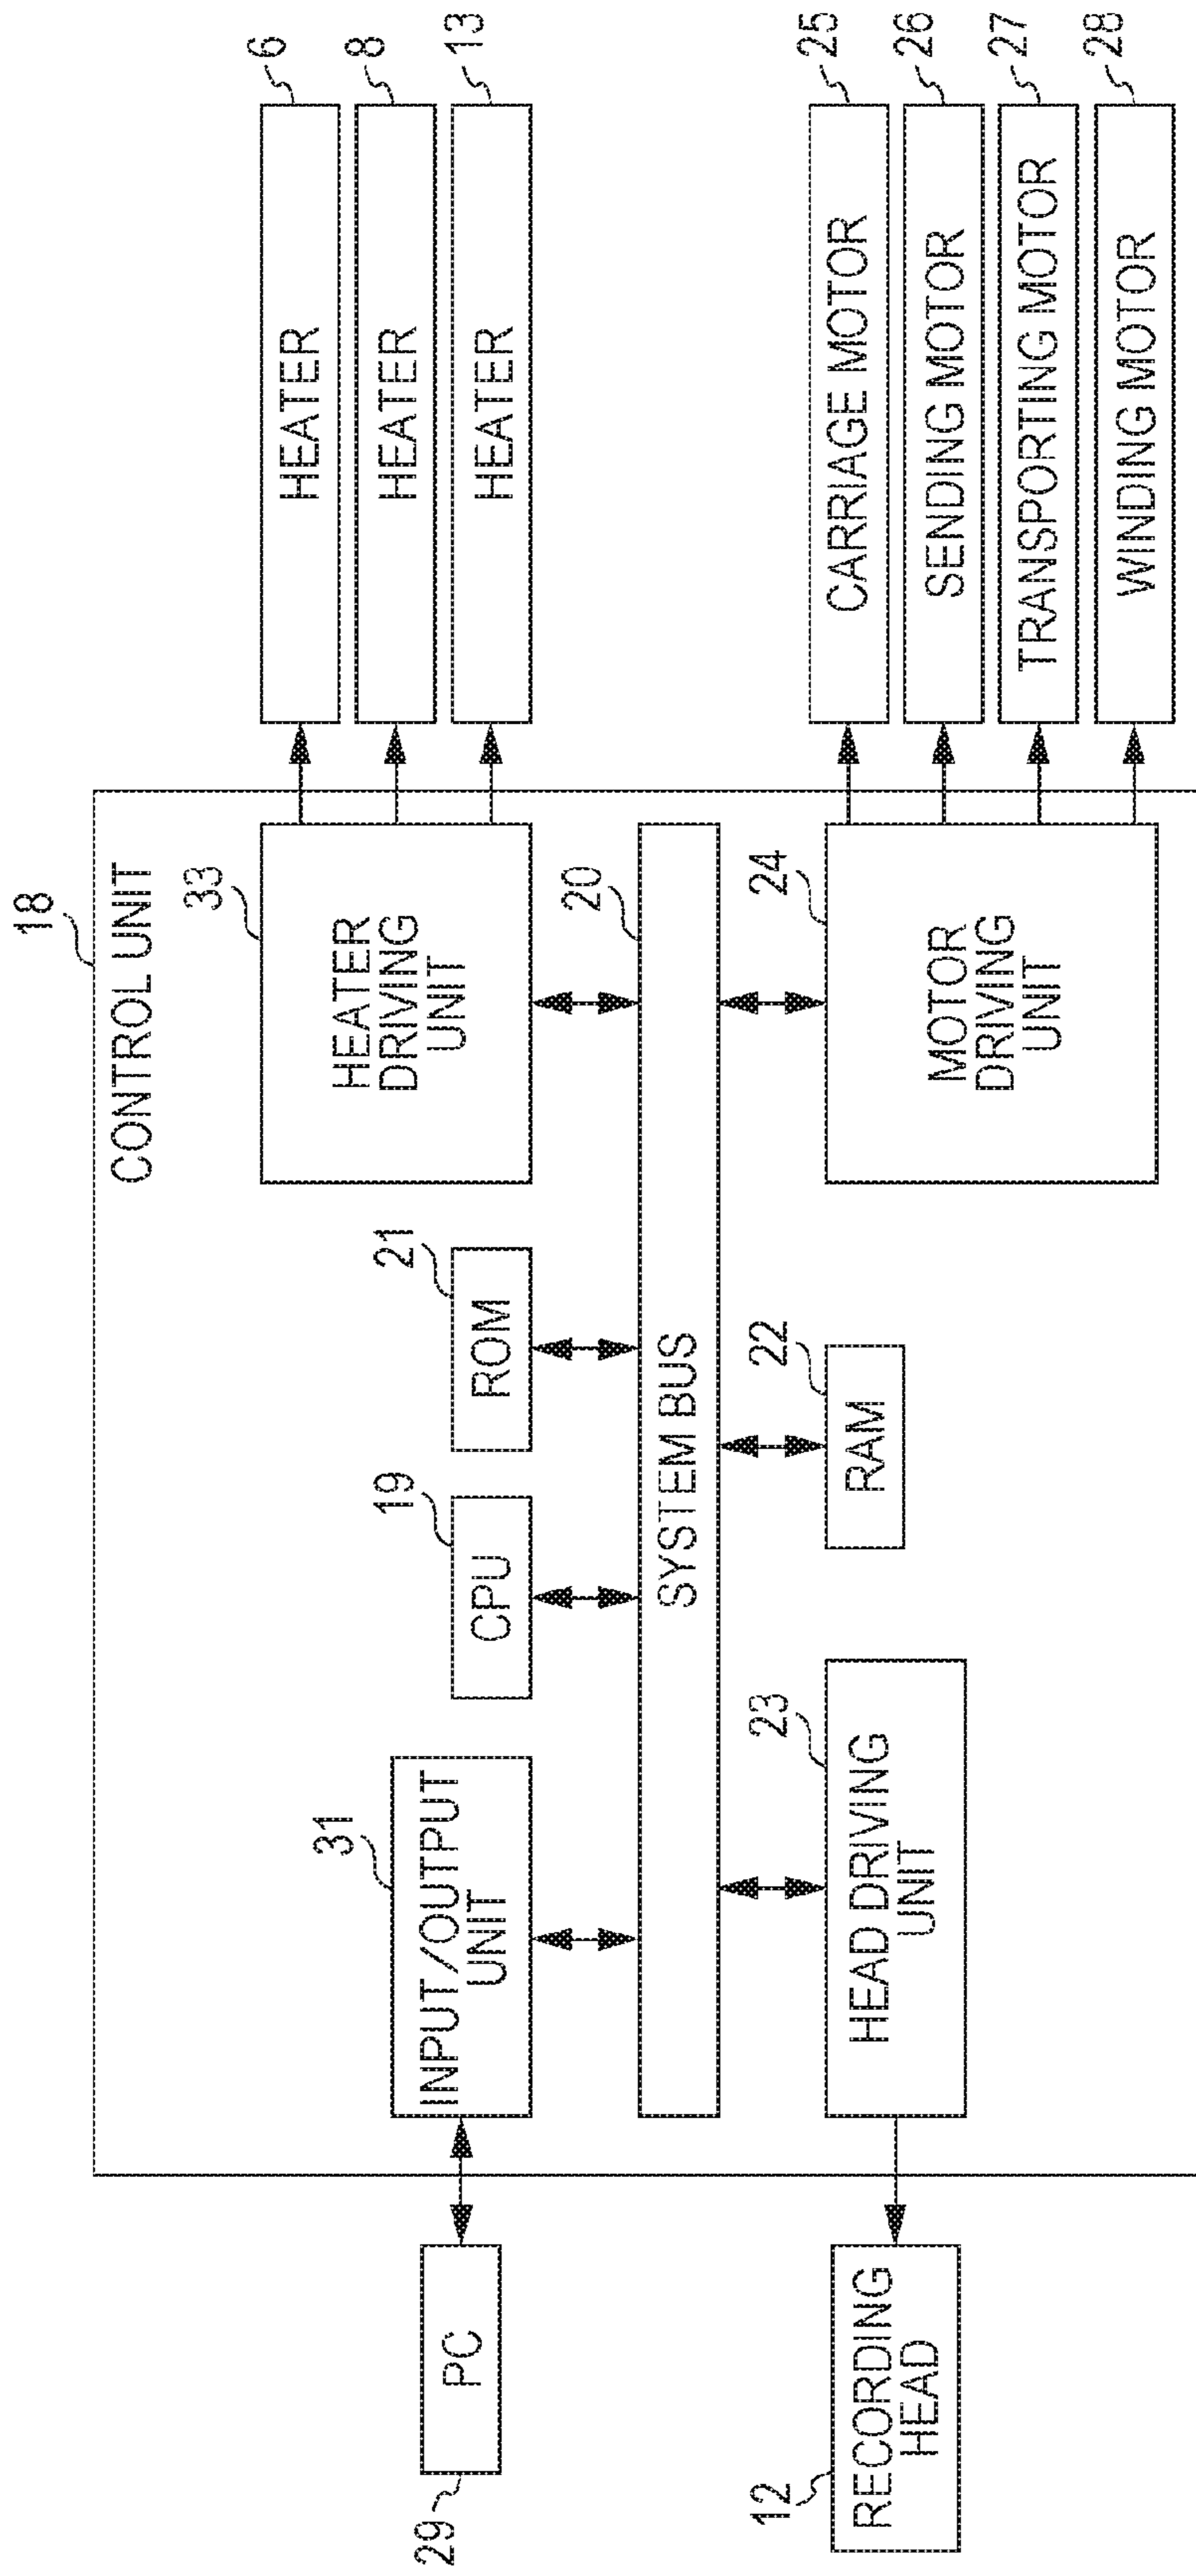 18
CONTROL UNIT
29
PC
31
INPUT/OUTPUT
UNIT
19
CPU
21
ROM
33
HEATER
DRIVING
UNIT
HEATER
6
HEATER
8
HEATER
13
SYSTEM BUS
20
12
RECORDING
HEAD
23
HEAD DRIVING
UNIT
22
RAM
24
MOTOR
DRIVING
UNIT
CARRIAGE MOTOR
25
SENDING MOTOR
26
TRANSPORTING MOTOR
27
WINDING MOTOR
28